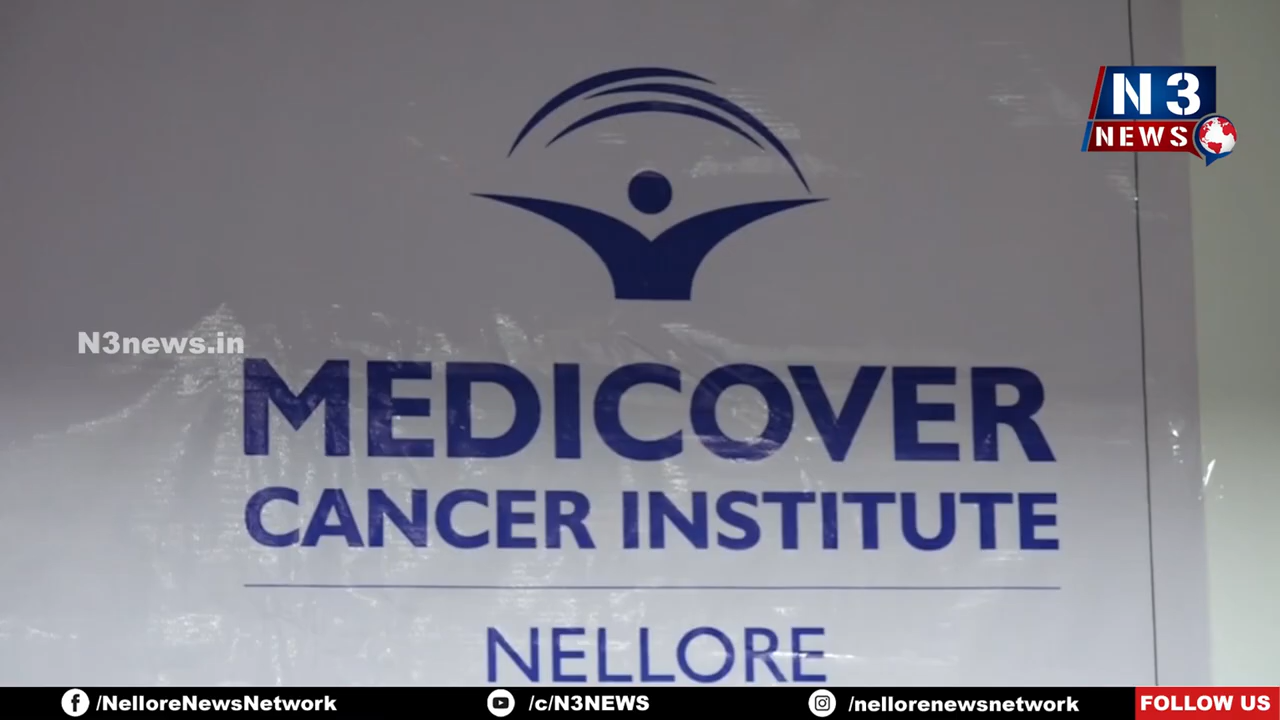 N3
NEWS
N3news.in
MEDICOVER
CANCER INSTITUTE
NELLORE
/NelloreNewsNetwork
/c/N3NEWS
/nellorenewsnetwork
FOLLOW US